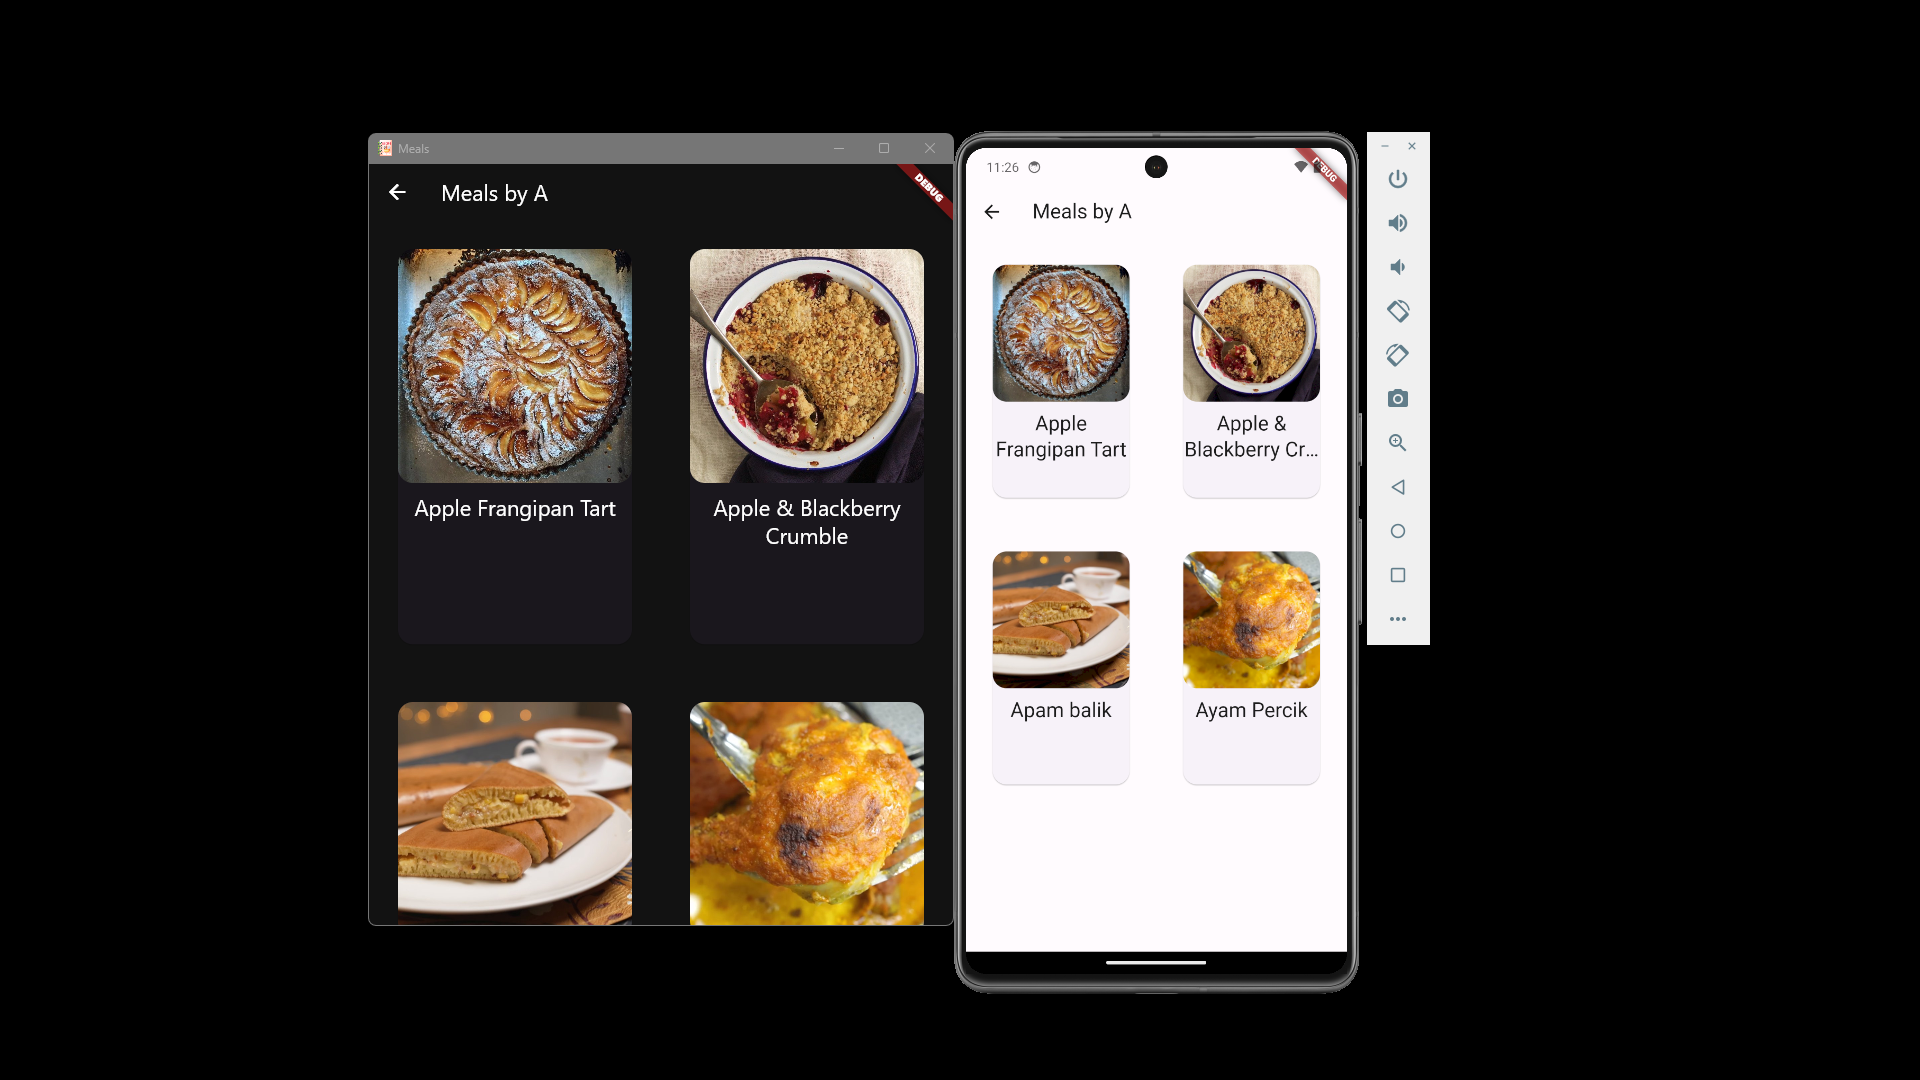 Meals
Meals by A
DEBUG
Apple Frangipan Tart
Apple & Blackberry
Crumble
11:26
DEBUG
Meals by A
Apple
Frangipan Tart
Apple &
Blackberry Cr...
Apam balik
Ayam Percik